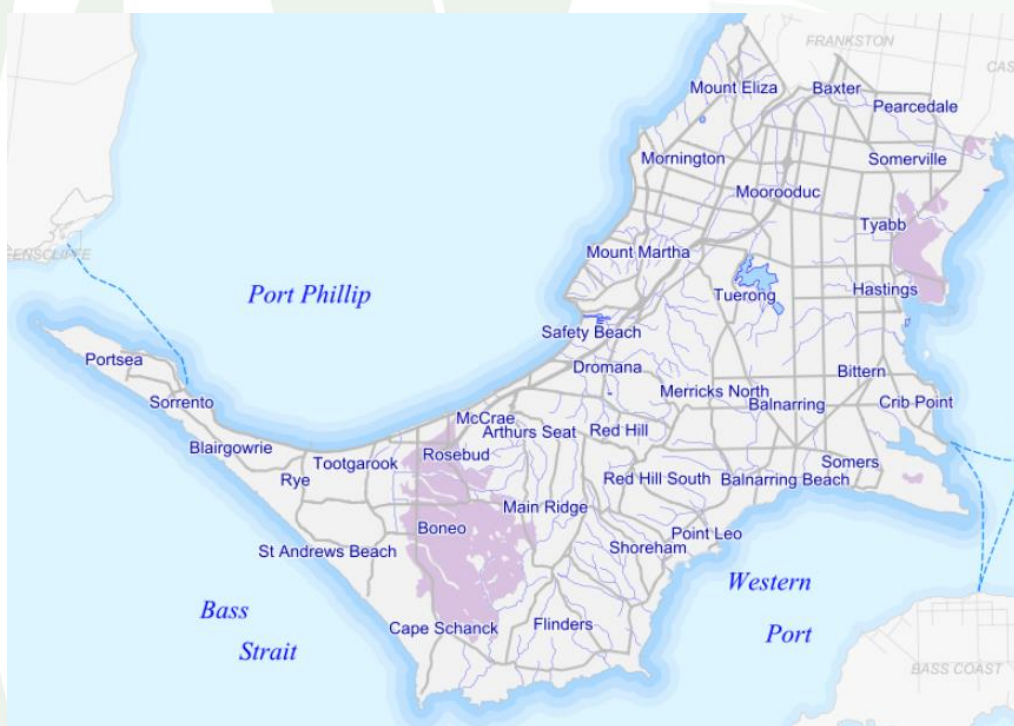 FRANKSTON
CAS
Mount Eliza
Baxter
Pearcedale
Mornington
Somerville
Moorooduc
Tyabb
Mount Martha
ENSCLIFFE
Port Phillip
Tuerong
Hastings
Safety Beach
Portsea
Dromana
Bittern
Merricks North
Sorrento
Balnarring
Crib Point
McCrae
Arthurs Seat
Red Hill
Blairgowrie
Rosebud
Tootgarook
Somers
Rye
Red Hill South
Balnarring Beach
Main Ridge
Boneo
Point Leo
St Andrews Beach
Shoreham
Western
Port
Bass
Strait
Cape Schanck
Flinders
BASS COAST